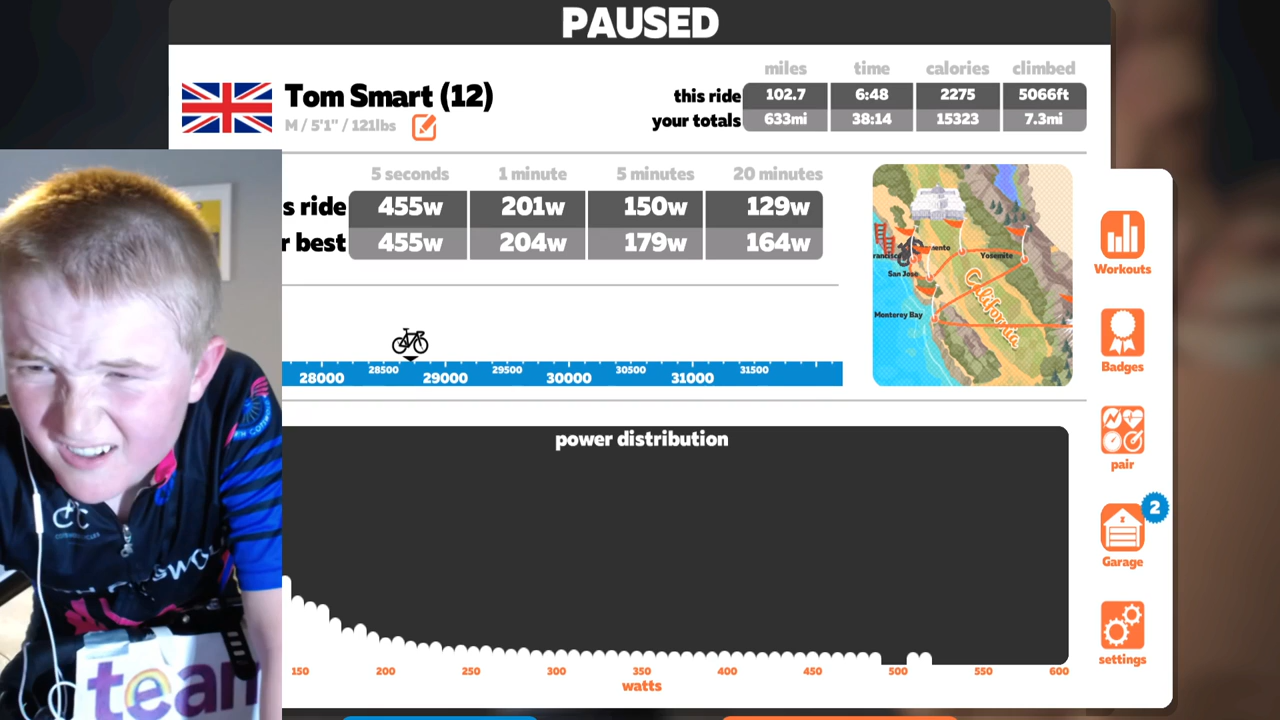 PAUSED
Tom Smart (12)
M / 5'1" / 121lbs
miles time calories climbed
this ride 102.7 6:48 2275 5066ft
your totals 633mi 38:14 15323 7.3mi
5 seconds 1 minute 5 minutes 20 minutes
s ride 455w 201w 150w 129w
r best 455w 204w 179w 164w
Yosemite
San Jose
California
Monterey Bay
28000 28500 29000 29500 30000 30500 31000 31500
power distribution
150 200 250 300 350 400 450 500 550 600
watts
Workouts
Badges
pair
2
Garage
settings
team